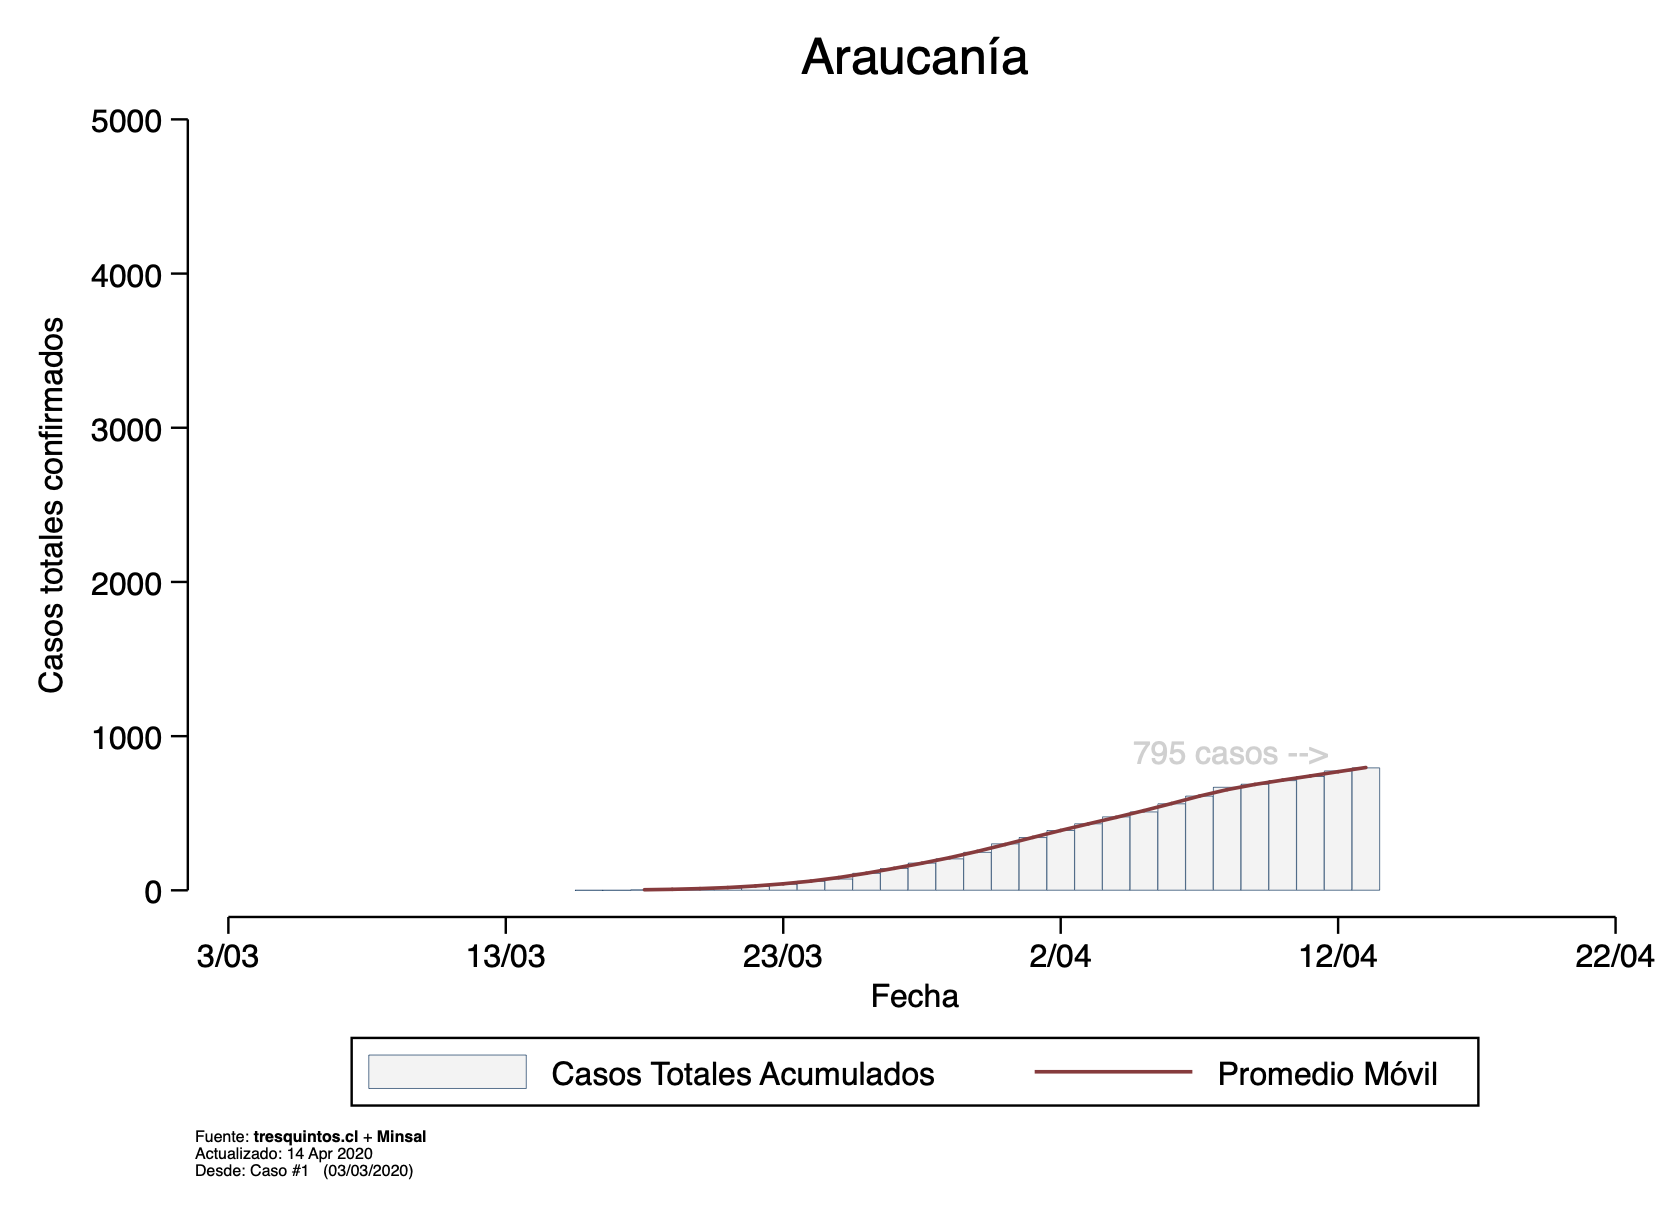 Araucanía
5000
4000
3000
2000
1000
0
Casos totales confirmados
795 casos -->
3/03 13/03 23/03 2/04 12/04 22/04
Fecha
Casos Totales Acumulados Promedio Móvil
Fuente: tresquintos.cl + Minsal
Actualizado: 14 Apr 2020
Desde: Caso #1 (03/03/2020)